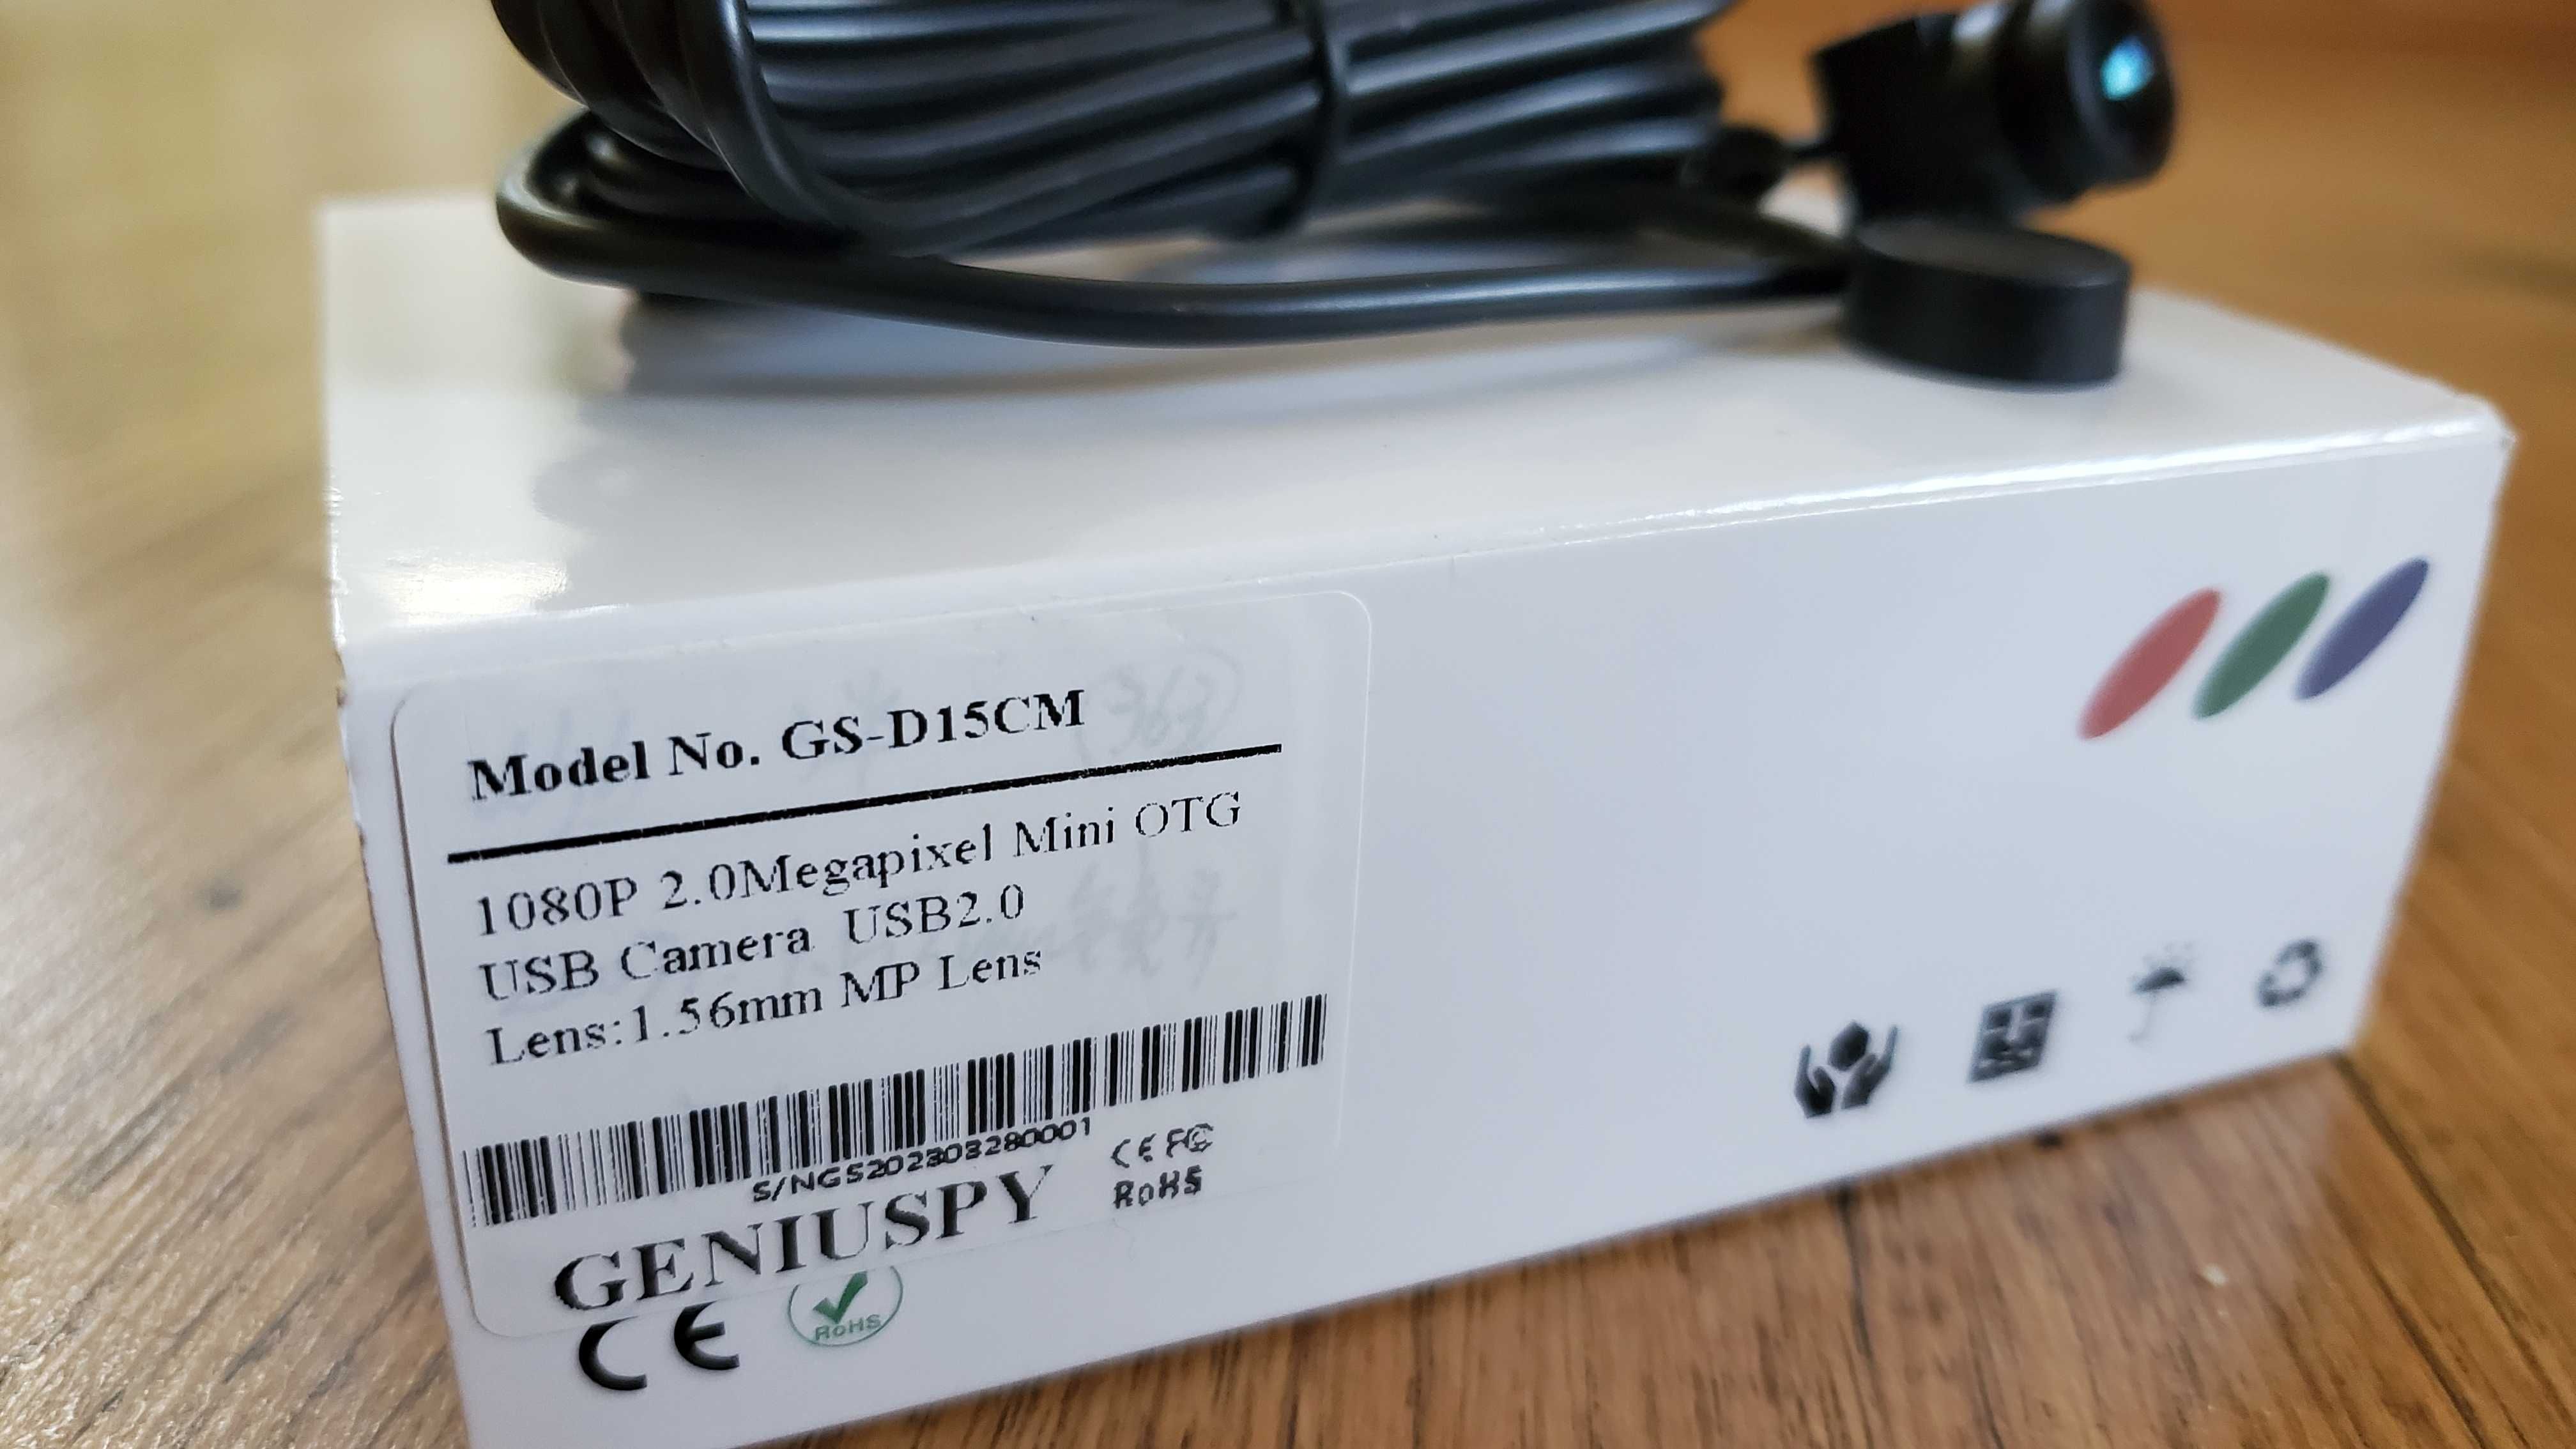 Model No. GS-D15CM
1080P 2.0Megapixel Mini OTG
USB Camera USB2.0
Lens:1.56mm MP Lens
S/NGS202303280001
CE FC
RoHS
GENIUSPY
CE RoHS